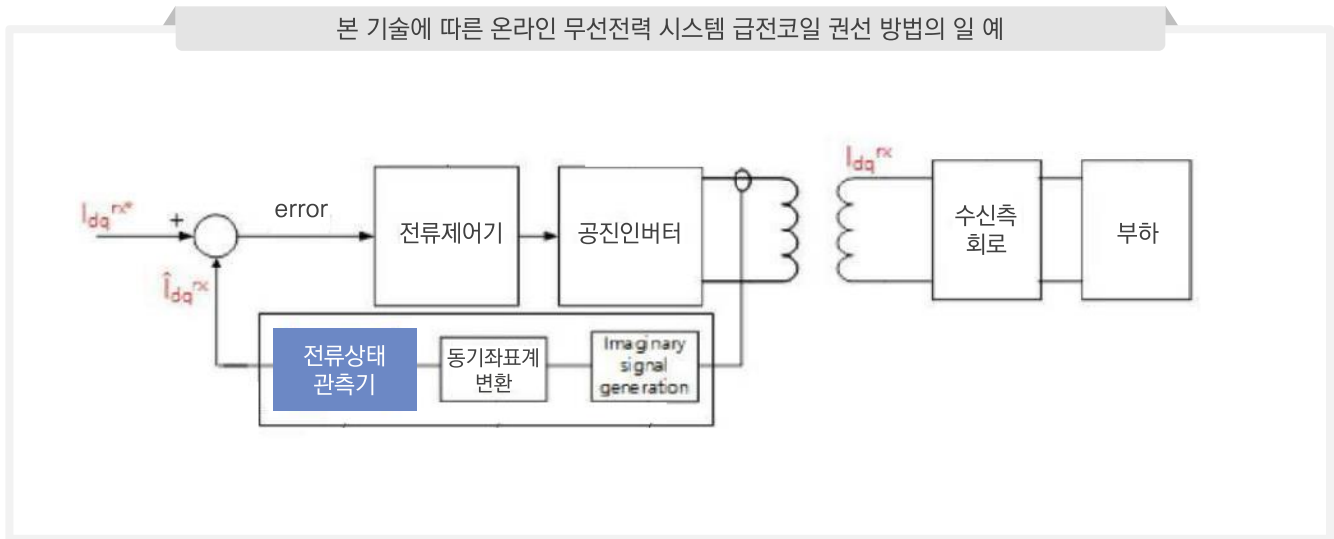 본 기술에 따른 온라인 무선전력 시스템 급전코일 권선 방법의 일 예
I_dq^rx*
+
error
전류제어기
공진인버터
I_dq^rx
수신측
회로
부하
Î_dq^rx
전류상태
관측기
동기좌표계
변환
Imaginary
signal
generation